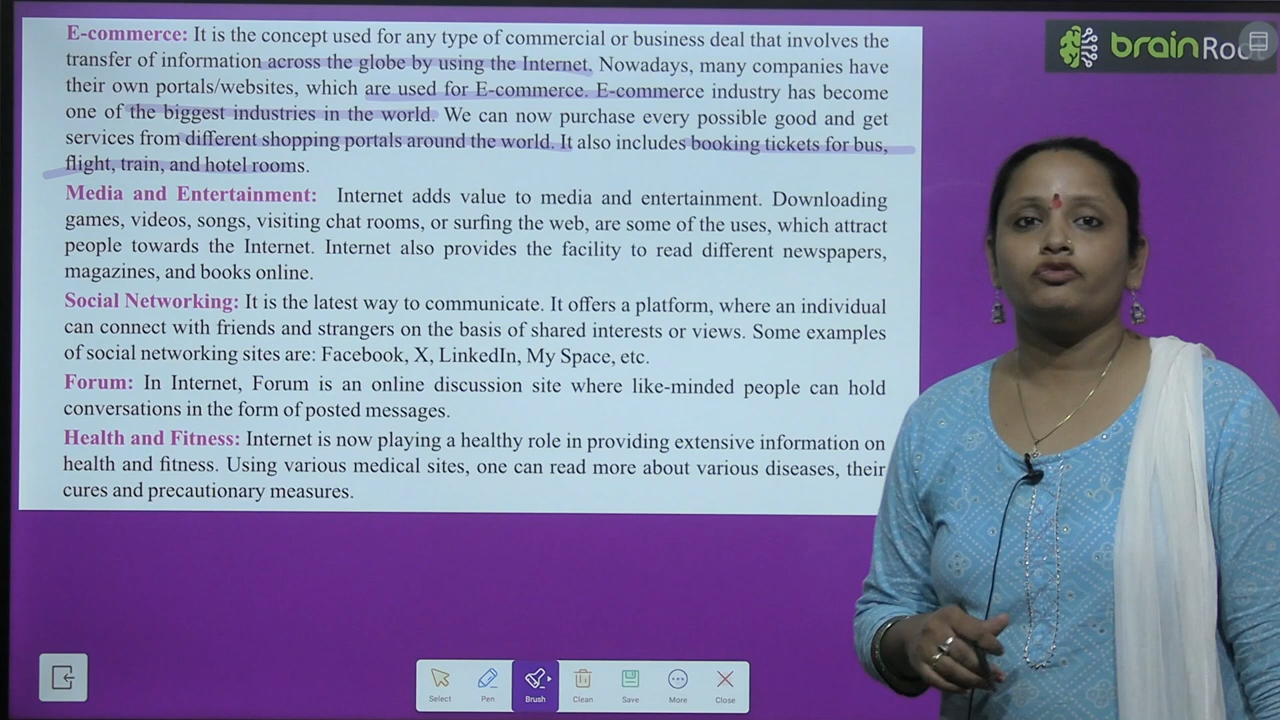 E-commerce: It is the concept used for any type of commercial or business deal that involves the
transfer of information across the globe by using the Internet. Nowadays, many companies have
their own portals/websites, which are used for E-commerce. E-commerce industry has become
one of the biggest industries in the world. We can now purchase every possible good and get
services from different shopping portals around the world. It also includes booking tickets for bus,
flight, train, and hotel rooms.
Media and Entertainment: Internet adds value to media and entertainment. Downloading
games, videos, songs, visiting chat rooms, or surfing the web, are some of the uses, which attract
people towards the Internet. Internet also provides the facility to read different newspapers,
magazines, and books online.
Social Networking: It is the latest way to communicate. It offers a platform, where an individual
can connect with friends and strangers on the basis of shared interests or views. Some examples
of social networking sites are: Facebook, X, LinkedIn, My Space, etc.
Forum: In Internet, Forum is an online discussion site where like-minded people can hold
conversations in the form of posted messages.
Health and Fitness: Internet is now playing a healthy role in providing extensive information on
health and fitness. Using various medical sites, one can read more about various diseases, their
cures and precautionary measures.
brain
Select Pen Brush Clean Save More Close